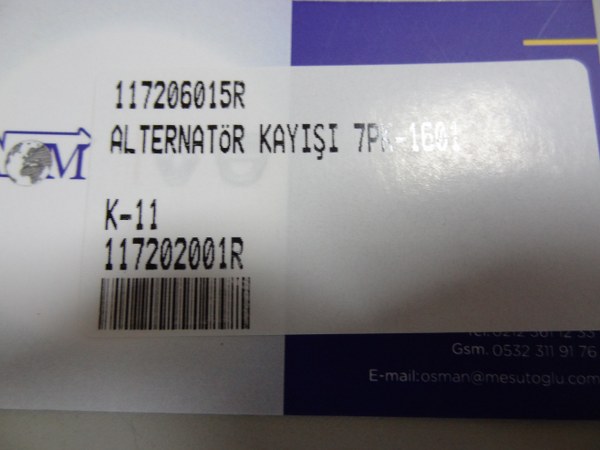 117206015R
ALTERNATÖR KAYIŞI 7PK-1601
M
K-11
117202001R
Gsm. 0532 311 91 76
E-mail:osman@mesutoglu.com